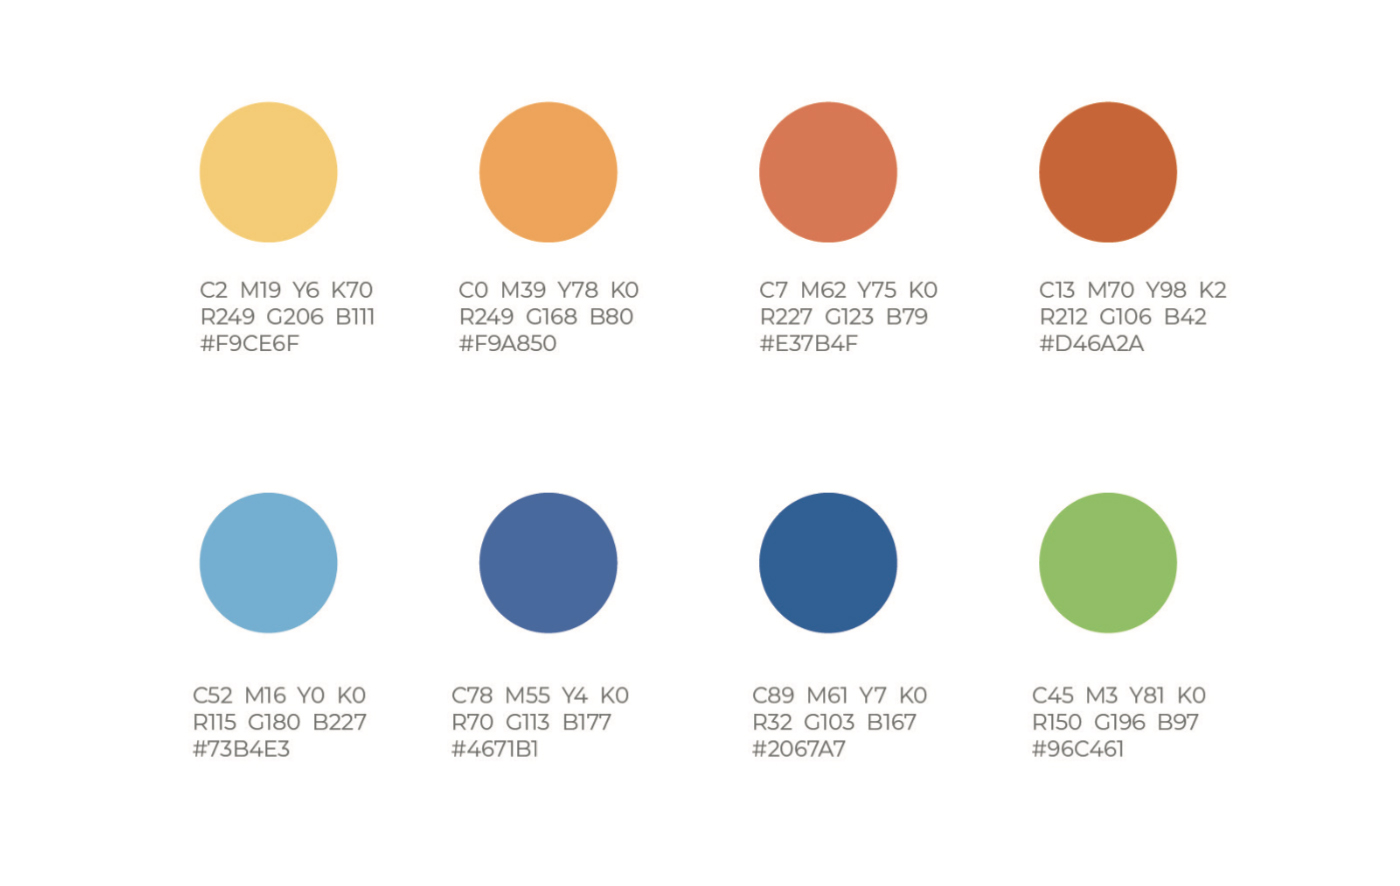 C2 M19 Y6 K70
R249 G206 B111
#F9CE6F
C0 M39 Y78 K0
R249 G168 B80
#F9A850
C7 M62 Y75 K0
R227 G123 B79
#E37B4F
C13 M70 Y98 K2
R212 G106 B42
#D46A2A
C52 M16 Y0 K0
R115 G180 B227
#73B4E3
C78 M55 Y4 K0
R70 G113 B177
#4671B1
C89 M61 Y7 K0
R32 G103 B167
#2067A7
C45 M3 Y81 K0
R150 G196 B97
#96C461